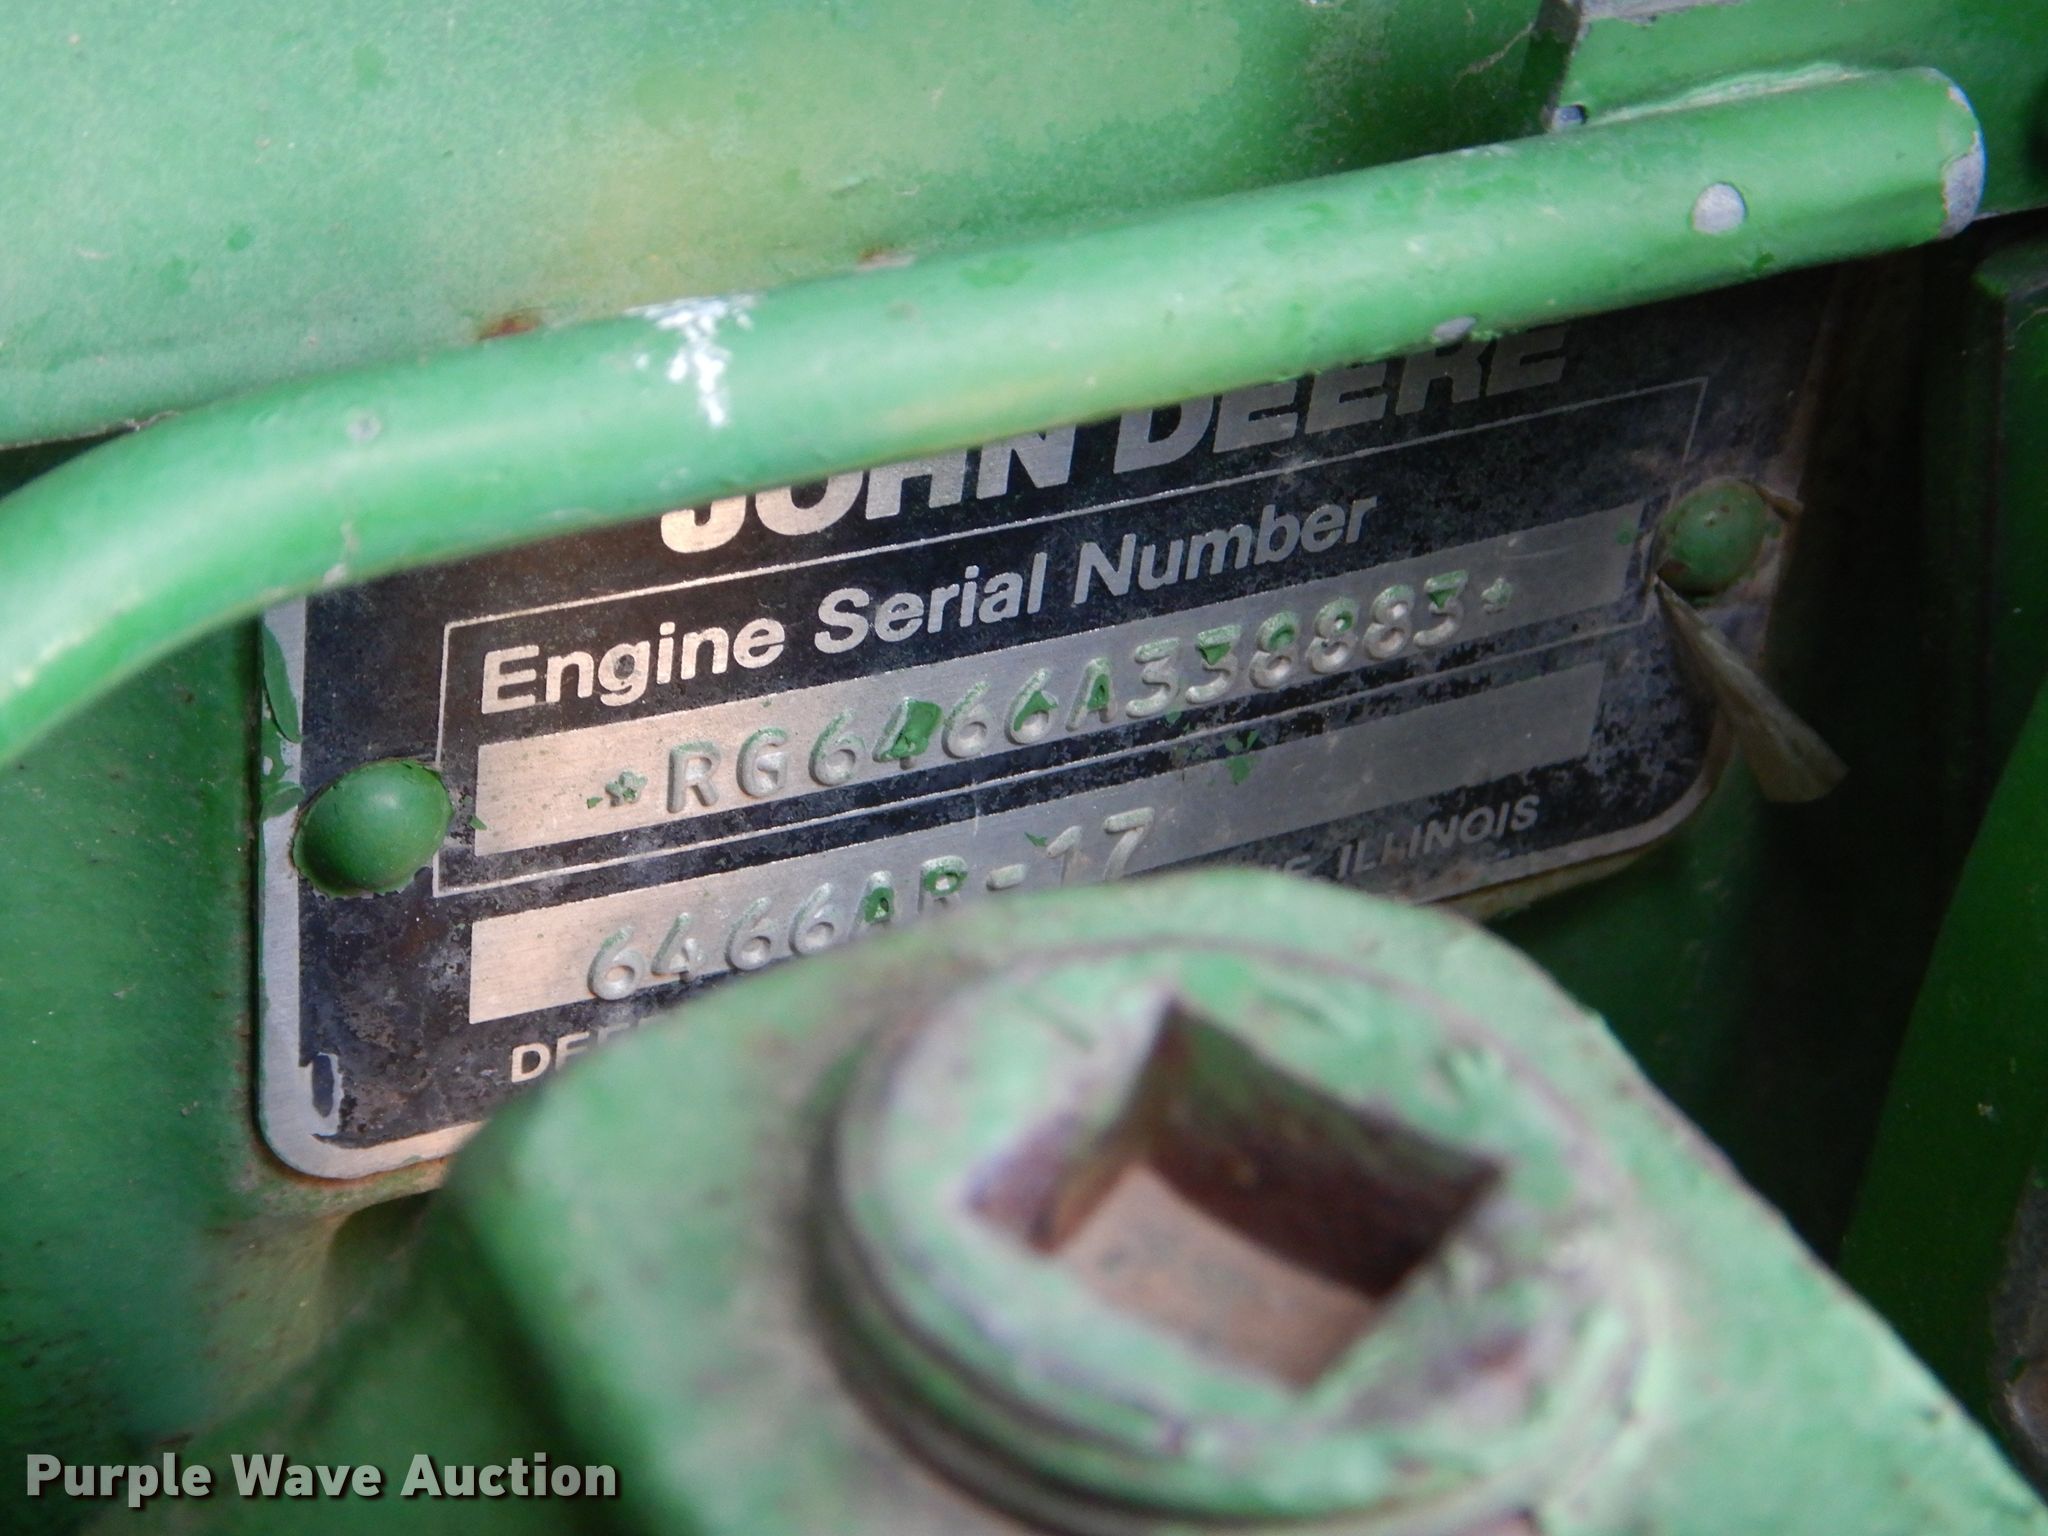 JOHN DEERE
Engine Serial Number
*RG6466A338883*
6466AR-17
ILLINOIS
Purple Wave Auction